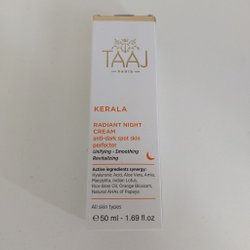 TAAJ
PARIS
KERALA
RADIANT NIGHT
CREAM
anti-dark spot skin
perfector
Unifying - Smoothing
Revitalizing
Active ingredients synergy:
Hyaluronic Acid, Aloe Vera, Amla,
Manjishta, Indian Lotus,
Rice Bran Oil, Orange Blossom,
Natural AHA's of Papaya
All skin types
℮ 50 ml - 1.69 fl.oz